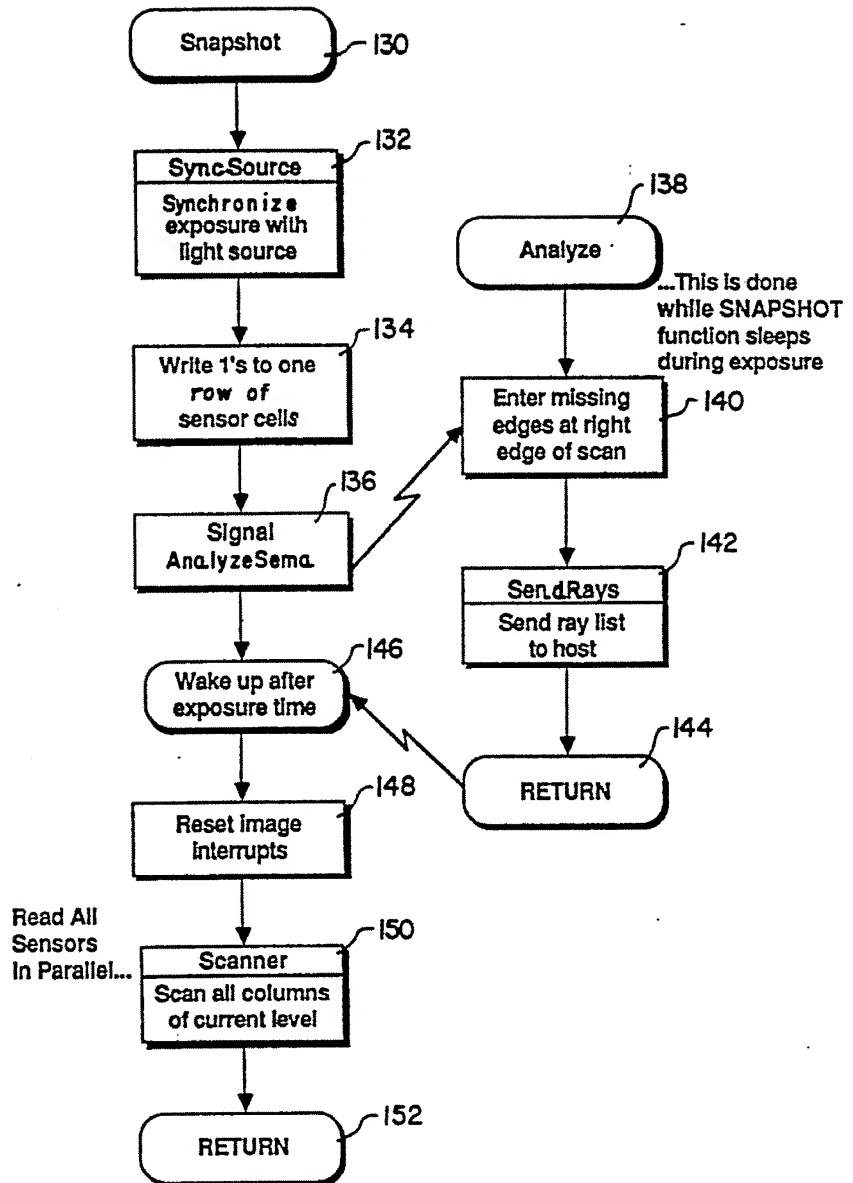 Snapshot
130
132
Sync-Source
Synchronize
exposure with
light source
134
Write 1's to one
row of
sensor cells
136
Signal
AnalyzeSema
146
Wake up after
exposure time
148
Reset image
interrupts
Read All
Sensors
In Parallel...
150
Scanner
Scan all columns
of current level
152
RETURN
138
Analyze
...This is done
while SNAPSHOT
function sleeps
during exposure
140
Enter missing
edges at right
edge of scan
142
SendRays
Send ray list
to host
144
RETURN